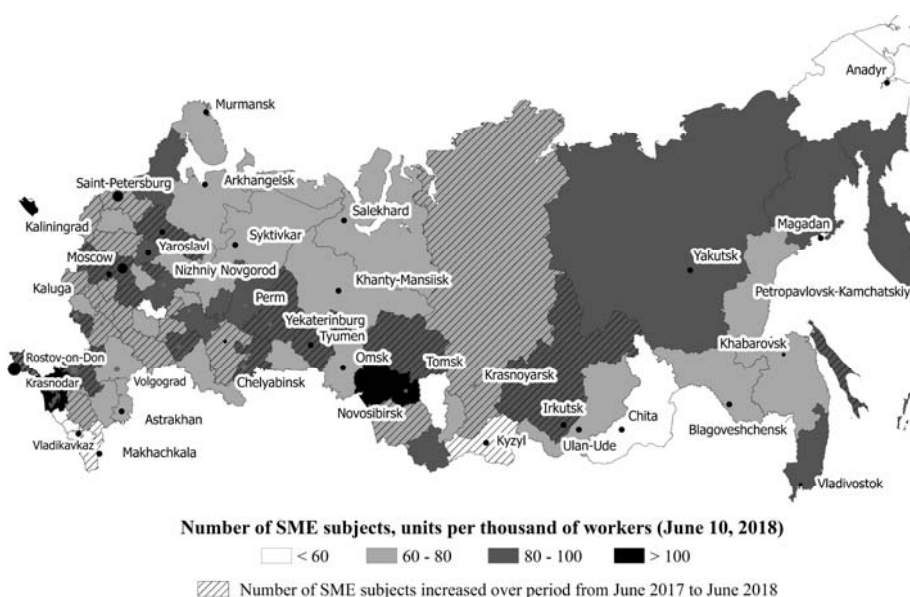 Anadyr
Murmansk
Saint-Petersburg
Arkhangelsk
Salekhard
Kaliningrad
Magadan
Yaroslavl
Syktivkar
Moscow
Nizhniy Novgorod
Yakutsk
Kaluga
Khanty-Mansiisk
Perm
Petropavlovsk-Kamchatskiy
Yekaterinburg
Tyumen
Khabarovsk
Rostov-on-Don
Omsk
Tomsk
Krasnodar
Volgograd
Chelyabinsk
Krasnoyarsk
Novosibirsk
Irkutsk
Chita
Astrakhan
Blagoveshchensk
Vladikavkaz
Kyzyl
Ulan-Ude
Makhachkala
Vladivostok
Number of SME subjects, units per thousand of workers (June 10, 2018)
< 60 60 - 80 80 - 100 > 100
Number of SME subjects increased over period from June 2017 to June 2018